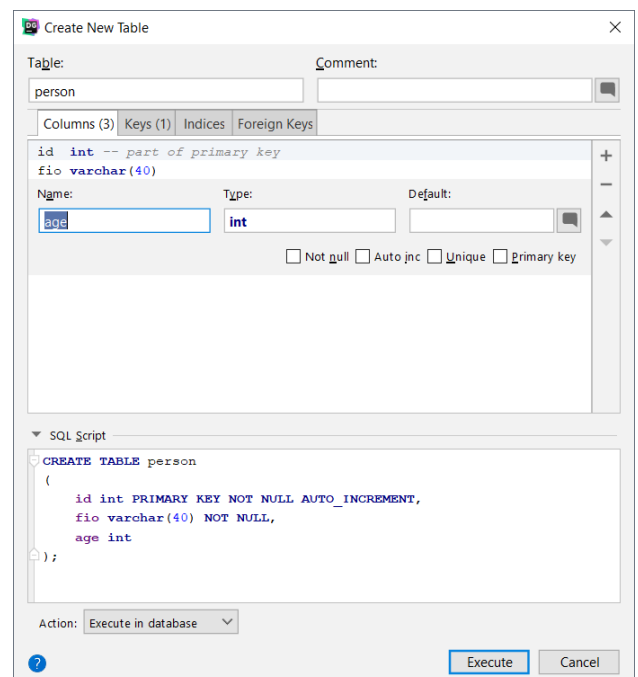 DG Create New Table
Table: Comment:
person
Columns (3) Keys (1) Indices Foreign Keys
id int -- part of primary key
fio varchar(40)
Name: Type: Default:
age int
Not null Auto inc Unique Primary key
SQL Script
CREATE TABLE person
(
id int PRIMARY KEY NOT NULL AUTO_INCREMENT,
fio varchar(40) NOT NULL,
age int
);
Action: Execute in database
? Execute Cancel